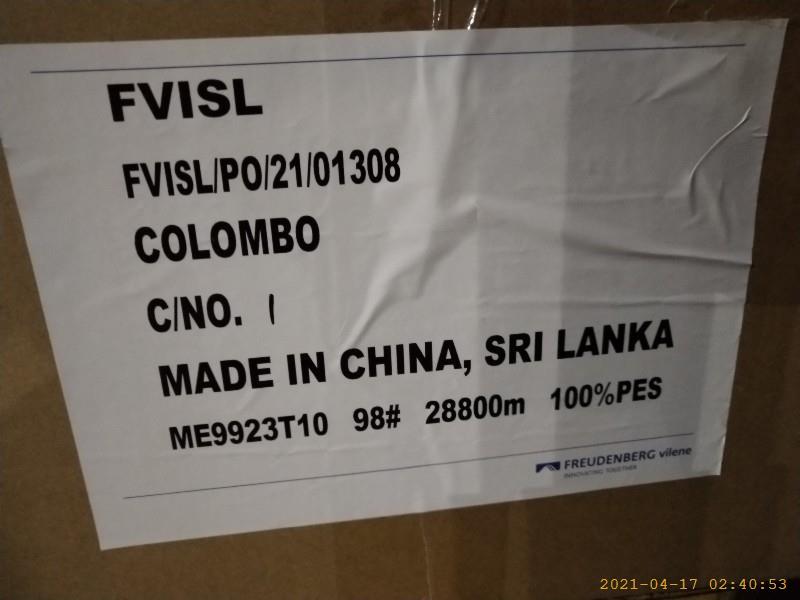 FVISL
FVISL/PO/21/01308
COLOMBO
C/NO. 1
MADE IN CHINA, SRI LANKA
ME9923T10 98# 28800m 100%PES
FREUDENBERG vilene
INNOVATING TOGETHER
2021-04-17 02:40:53